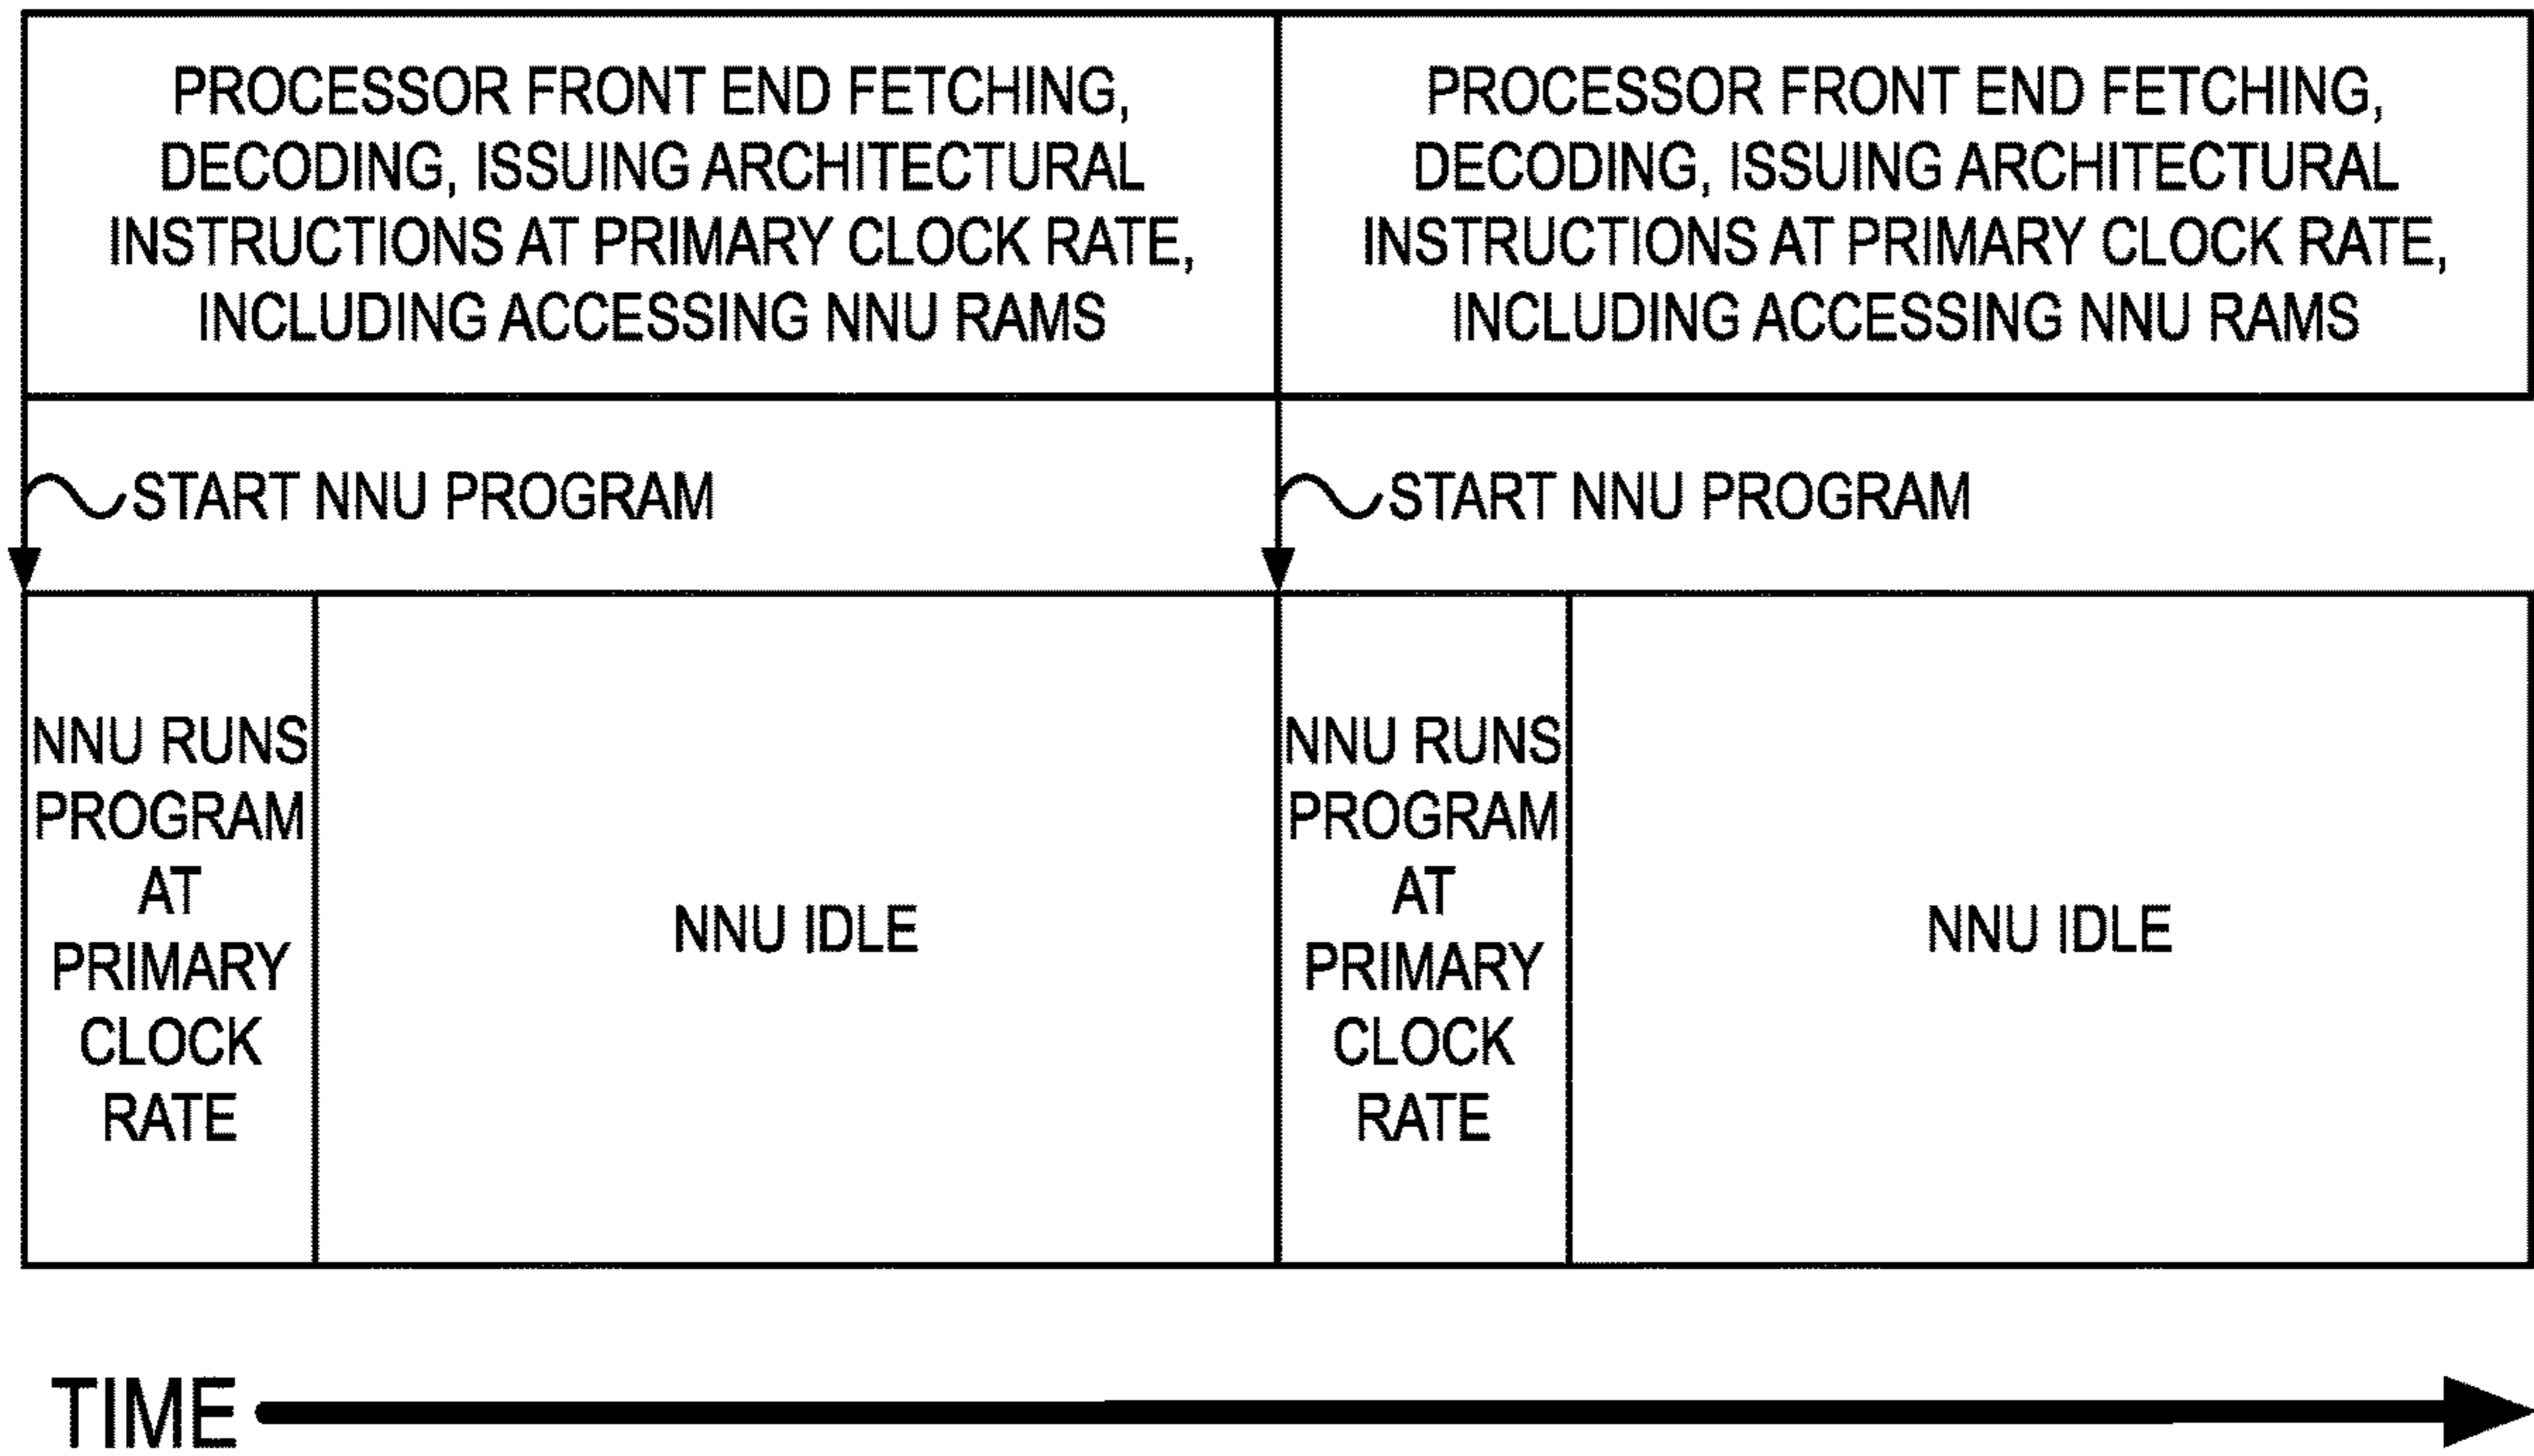 PROCESSOR FRONT END FETCHING,
DECODING, ISSUING ARCHITECTURAL
INSTRUCTIONS AT PRIMARY CLOCK RATE,
INCLUDING ACCESSING NNU RAMS
PROCESSOR FRONT END FETCHING,
DECODING, ISSUING ARCHITECTURAL
INSTRUCTIONS AT PRIMARY CLOCK RATE,
INCLUDING ACCESSING NNU RAMS
START NNU PROGRAM
START NNU PROGRAM
NNU RUNS
PROGRAM
AT
PRIMARY
CLOCK
RATE
NNU IDLE
NNU RUNS
PROGRAM
AT
PRIMARY
CLOCK
RATE
NNU IDLE
TIME